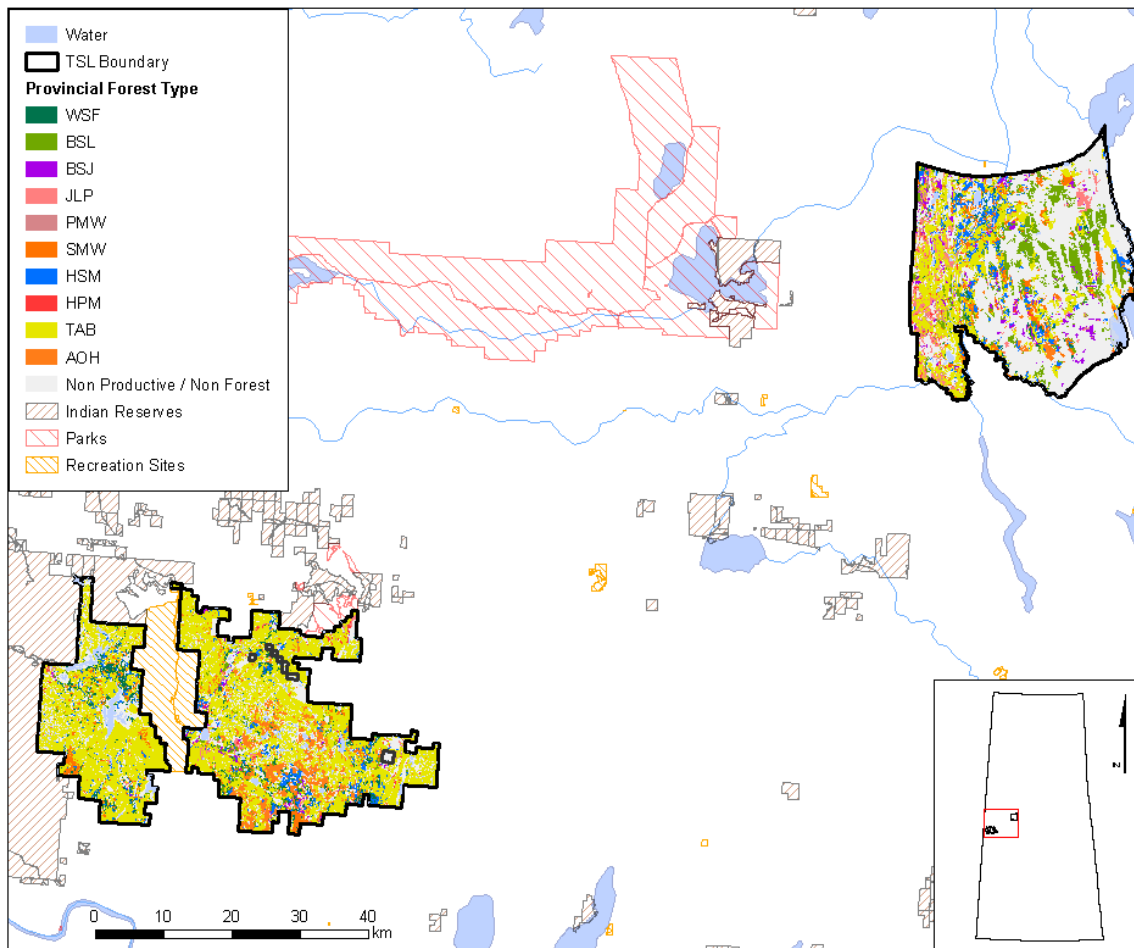 Water
TSL Boundary
Provincial Forest Type
WSF
BSL
BSJ
JLP
PMW
SMW
HSM
HPM
TAB
AOH
Non Productive / Non Forest
Indian Reserves
Parks
Recreation Sites
N
0 10 20 30 40
km